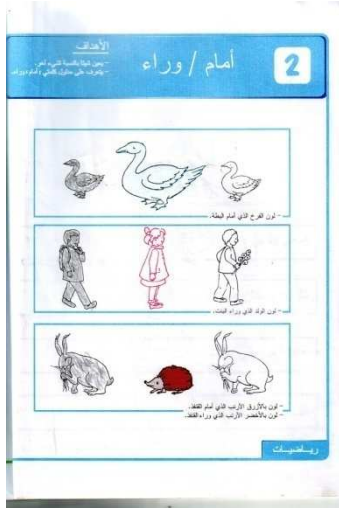 2
أمام / وراء
الأهداف
- لون الفرخ الذي أمام البطة.
- لون الولد الذي وراء البنت.
- لون بالأزرق الأرنب الذي أمام القنفذ.
- لون بالأخضر الأرنب الذي وراء القنفذ.
رياضيات